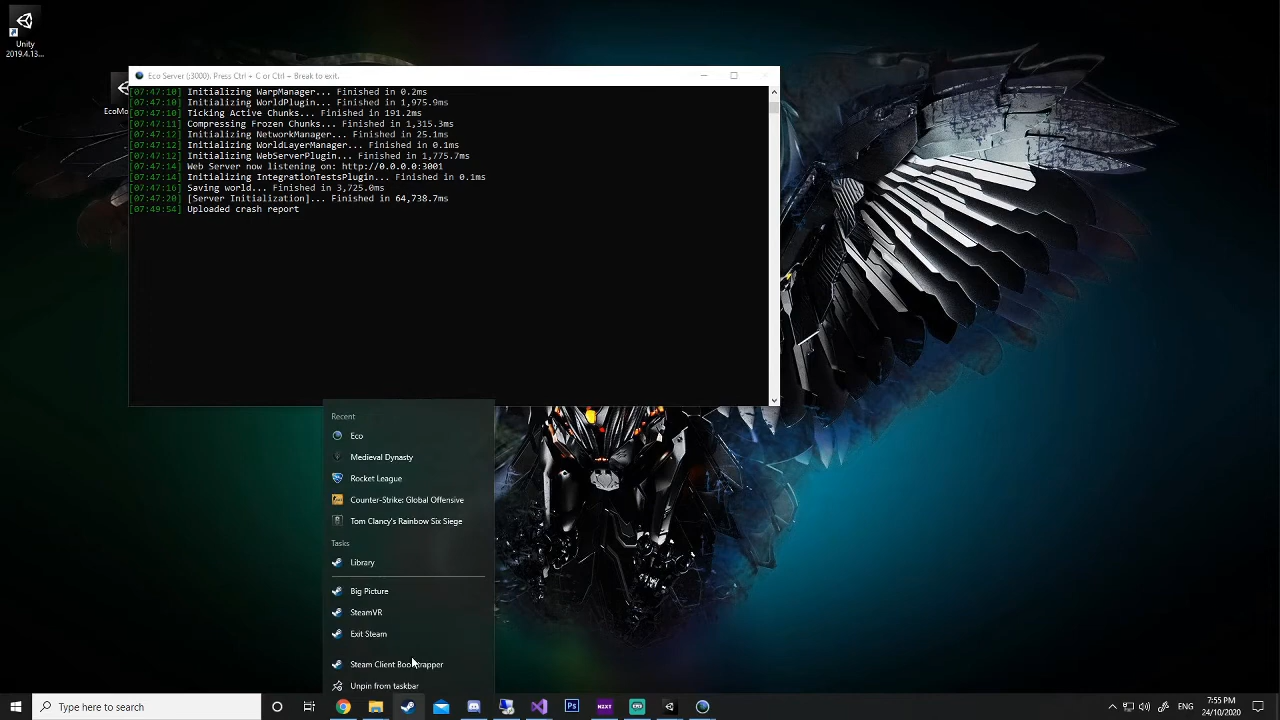 Unity
2019.4.13...
EcoMo
Eco Server (:3000). Press Ctrl + C or Ctrl + Break to exit.
[07:47:10] Initializing WarpManager... Finished in 0.2ms
[07:47:10] Initializing WorldPlugin... Finished in 1,975.9ms
[07:47:10] Ticking Active Chunks... Finished in 191.2ms
[07:47:11] Compressing Frozen Chunks... Finished in 1,315.3ms
[07:47:12] Initializing NetworkManager... Finished in 25.1ms
[07:47:12] Initializing WorldLayerManager... Finished in 0.1ms
[07:47:12] Initializing WebServerPlugin... Finished in 1,775.7ms
[07:47:14] Web Server now listening on: http://0.0.0.0:3001
[07:47:14] Initializing IntegrationTestsPlugin... Finished in 0.1ms
[07:47:16] Saving world... Finished in 3,725.0ms
[07:47:20] [Server Initialization]... Finished in 64,738.7ms
[07:49:54] Uploaded crash report
Recent
Eco
Medieval Dynasty
Rocket League
Counter-Strike: Global Offensive
Tom Clancy's Rainbow Six Siege
Tasks
Library
Big Picture
SteamVR
Exit Steam
Steam Client Bootstrapper
Unpin from taskbar
Type here to search
Ps
N2XT
ENG
7:55 PM
24/10/2020